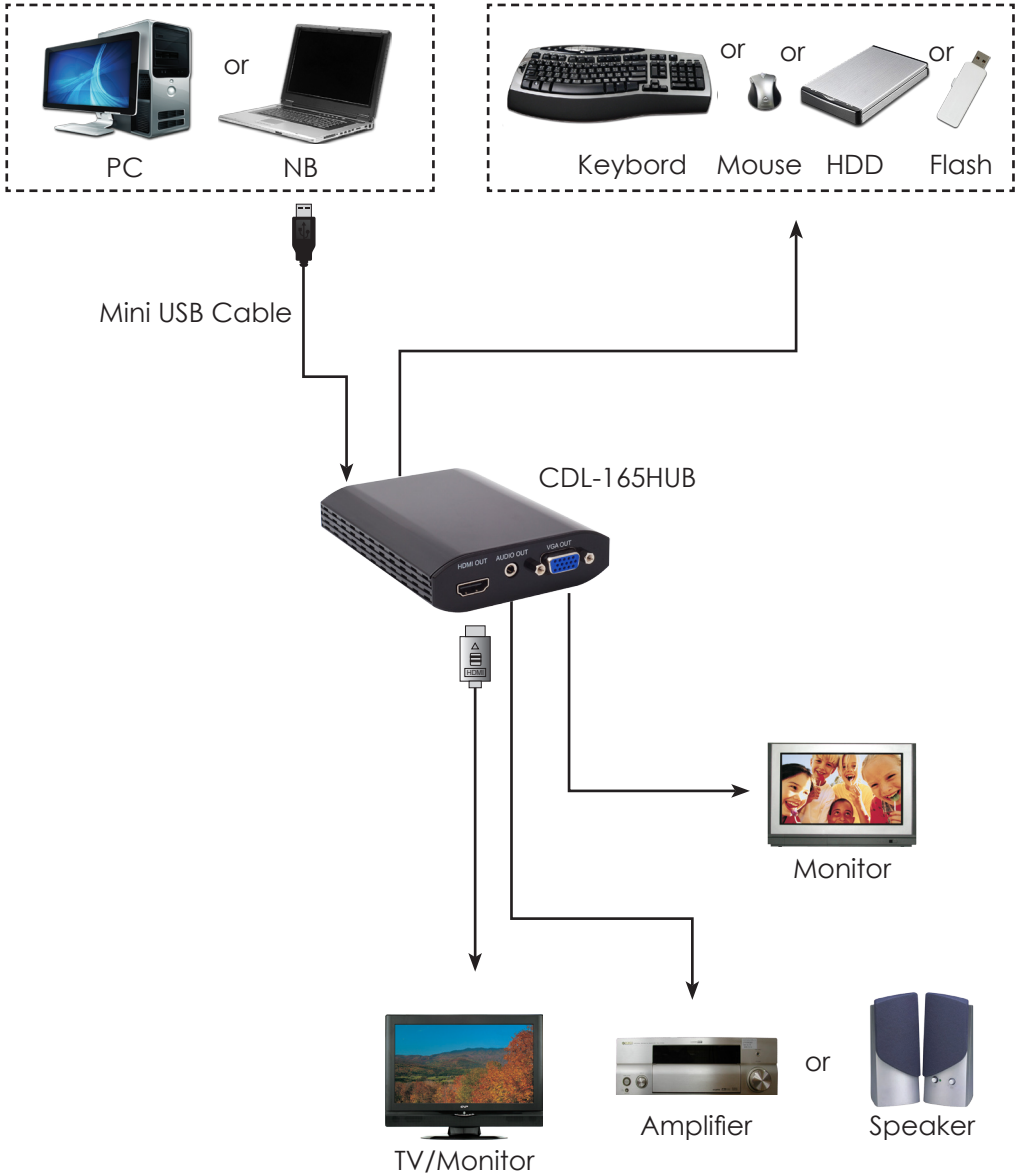 or
or
or
or
PC
NB
Keybord
Mouse
HDD
Flash
Mini USB Cable
CDL-165HUB
HDMI OUT
AUDIO OUT
VGA OUT
HDMI
Monitor
or
Amplifier
Speaker
TV/Monitor